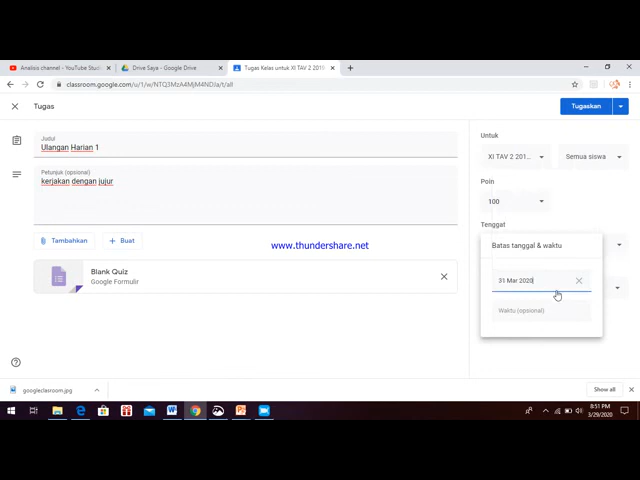 Analisis channel - YouTube Studi
Drive Saya - Google Drive
Tugas Kelas untuk XI TAV 2 2019
classroom.google.com/u/1/w/NTQ3MzA4MjM4NDJa/t/all
Tugas
Tugaskan
Judul
Ulangan Harian 1
Petunjuk (opsional)
kerjakan dengan jujur
Tambahkan
Buat
www.thundershare.net
Blank Quiz
Google Formulir
Untuk
XI TAV 2 201...
Semua siswa
Poin
100
Tenggat
Batas tanggal & waktu
31 Mar 2020
Waktu (opsional)
googleclasroom.jpg
Show all
8:51 PM
3/29/2020